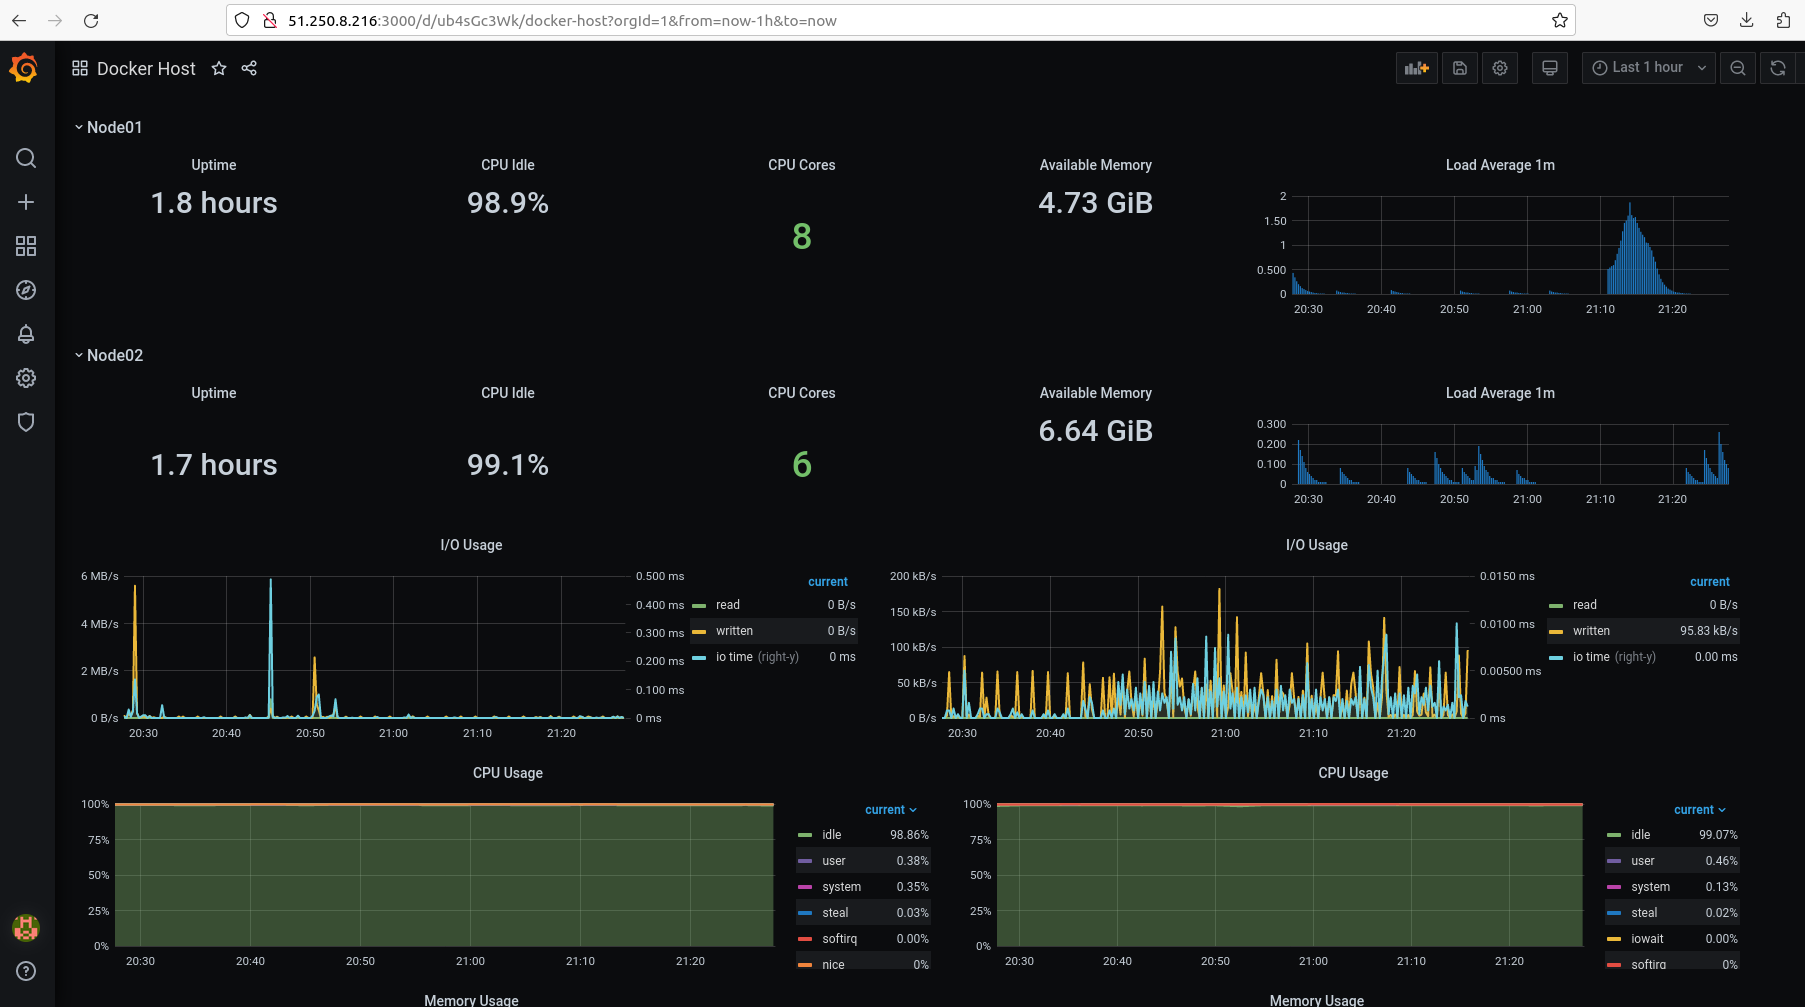 51.250.8.216:3000/d/ub4sGc3Wk/docker-host?orgId=1&from=now-1h&to=now
Docker Host
Last 1 hour
Node01
Uptime
1.8 hours
CPU Idle
98.9%
CPU Cores
8
Available Memory
4.73 GiB
Load Average 1m
2
1.50
1
0.500
0
20:30 20:40 20:50 21:00 21:10 21:20
Node02
Uptime
1.7 hours
CPU Idle
99.1%
CPU Cores
6
Available Memory
6.64 GiB
Load Average 1m
0.300
0.200
0.100
0
20:30 20:40 20:50 21:00 21:10 21:20
I/O Usage
6 MB/s
4 MB/s
2 MB/s
0 B/s
0.500 ms
0.400 ms
0.300 ms
0.200 ms
0.100 ms
0 ms
20:30 20:40 20:50 21:00 21:10 21:20
current
read 0 B/s
written 0 B/s
io time (right-y) 0 ms
I/O Usage
200 kB/s
150 kB/s
100 kB/s
50 kB/s
0 B/s
0.0150 ms
0.0100 ms
0.00500 ms
0 ms
20:30 20:40 20:50 21:00 21:10 21:20
current
read 0 B/s
written 95.83 kB/s
io time (right-y) 0.00 ms
CPU Usage
100%
75%
50%
25%
0%
20:30 20:40 20:50 21:00 21:10 21:20
current
idle 98.86%
user 0.38%
system 0.35%
steal 0.03%
softirq 0.00%
nice 0%
CPU Usage
100%
75%
50%
25%
0%
20:30 20:40 20:50 21:00 21:10 21:20
current
idle 99.07%
user 0.46%
system 0.13%
steal 0.02%
iowait 0.00%
softirq 0%
Memory Usage
Memory Usage